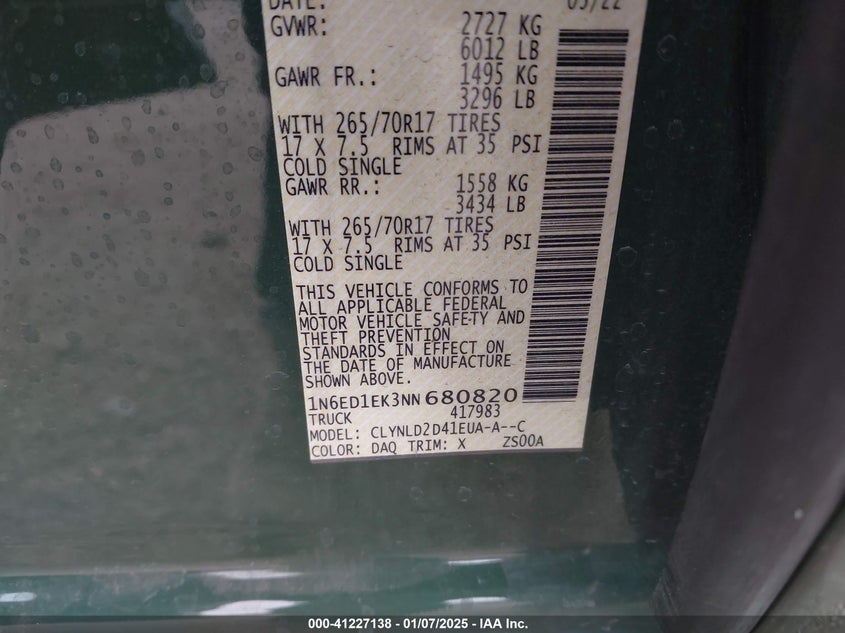 DATE: 05/22
GVWR: 2727 KG
6012 LB
GAWR FR.: 1495 KG
3296 LB
WITH 265/70R17 TIRES
17 X 7.5 RIMS AT 35 PSI
COLD SINGLE
GAWR RR.: 1558 KG
3434 LB
WITH 265/70R17 TIRES
17 X 7.5 RIMS AT 35 PSI
COLD SINGLE
THIS VEHICLE CONFORMS TO
ALL APPLICABLE FEDERAL
MOTOR VEHICLE SAFETY AND
THEFT PREVENTION
STANDARDS IN EFFECT ON
THE DATE OF MANUFACTURE
SHOWN ABOVE.
1N6ED1EK3NN680820
TRUCK 417983
MODEL: CLYNLD2D41EUA-A--C
COLOR: DAQ TRIM: X ZS00A
000-41227138 - 01/07/2025 - IAA Inc.